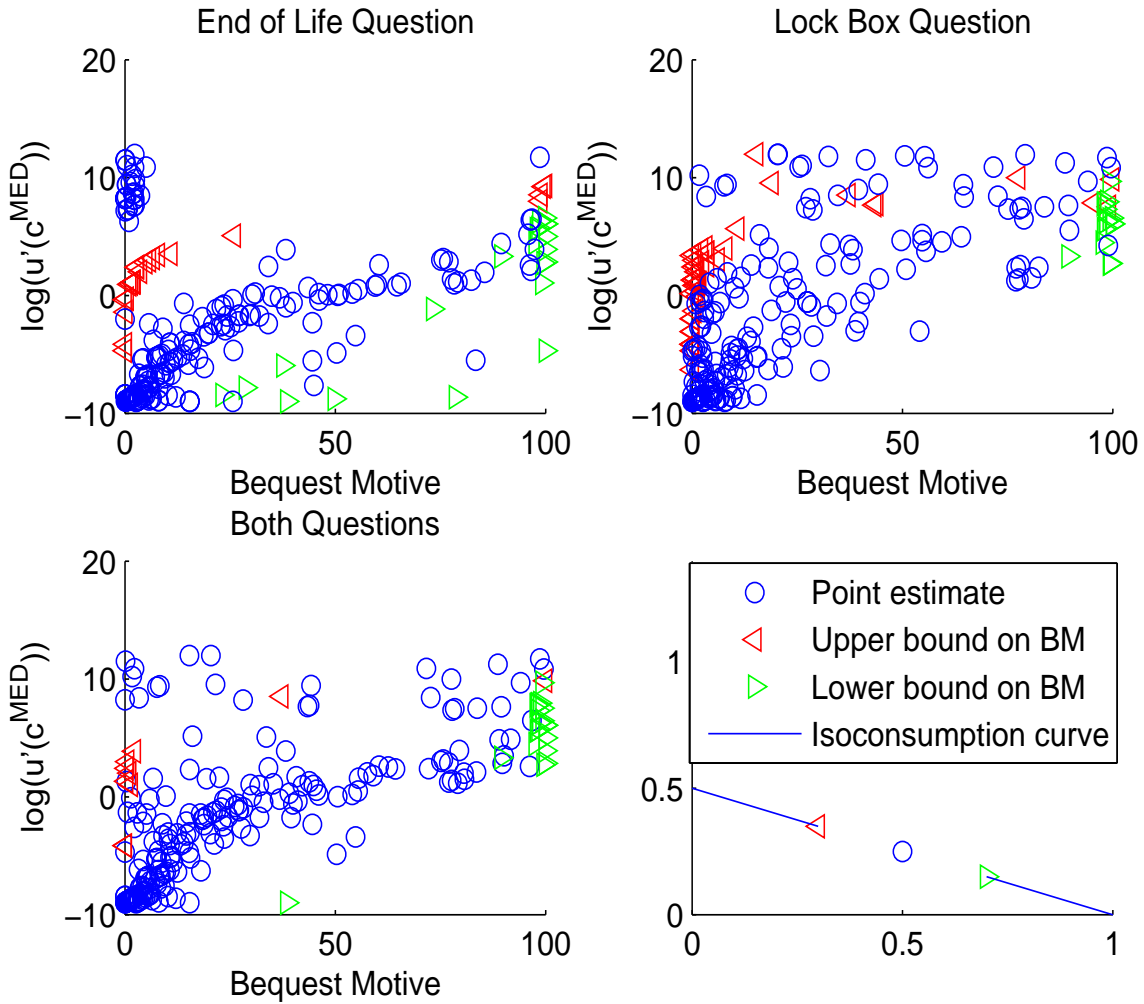 End of Life Question
20
10
0
−10
log(u'(c^MED))
0 50 100
Bequest Motive
Lock Box Question
20
10
0
−10
log(u'(c^MED))
0 50 100
Bequest Motive
Both Questions
20
10
0
−10
log(u'(c^MED))
0 50 100
Bequest Motive
Point estimate
Upper bound on BM
Lower bound on BM
Isoconsumption curve
1
0.5
0
0 0.5 1